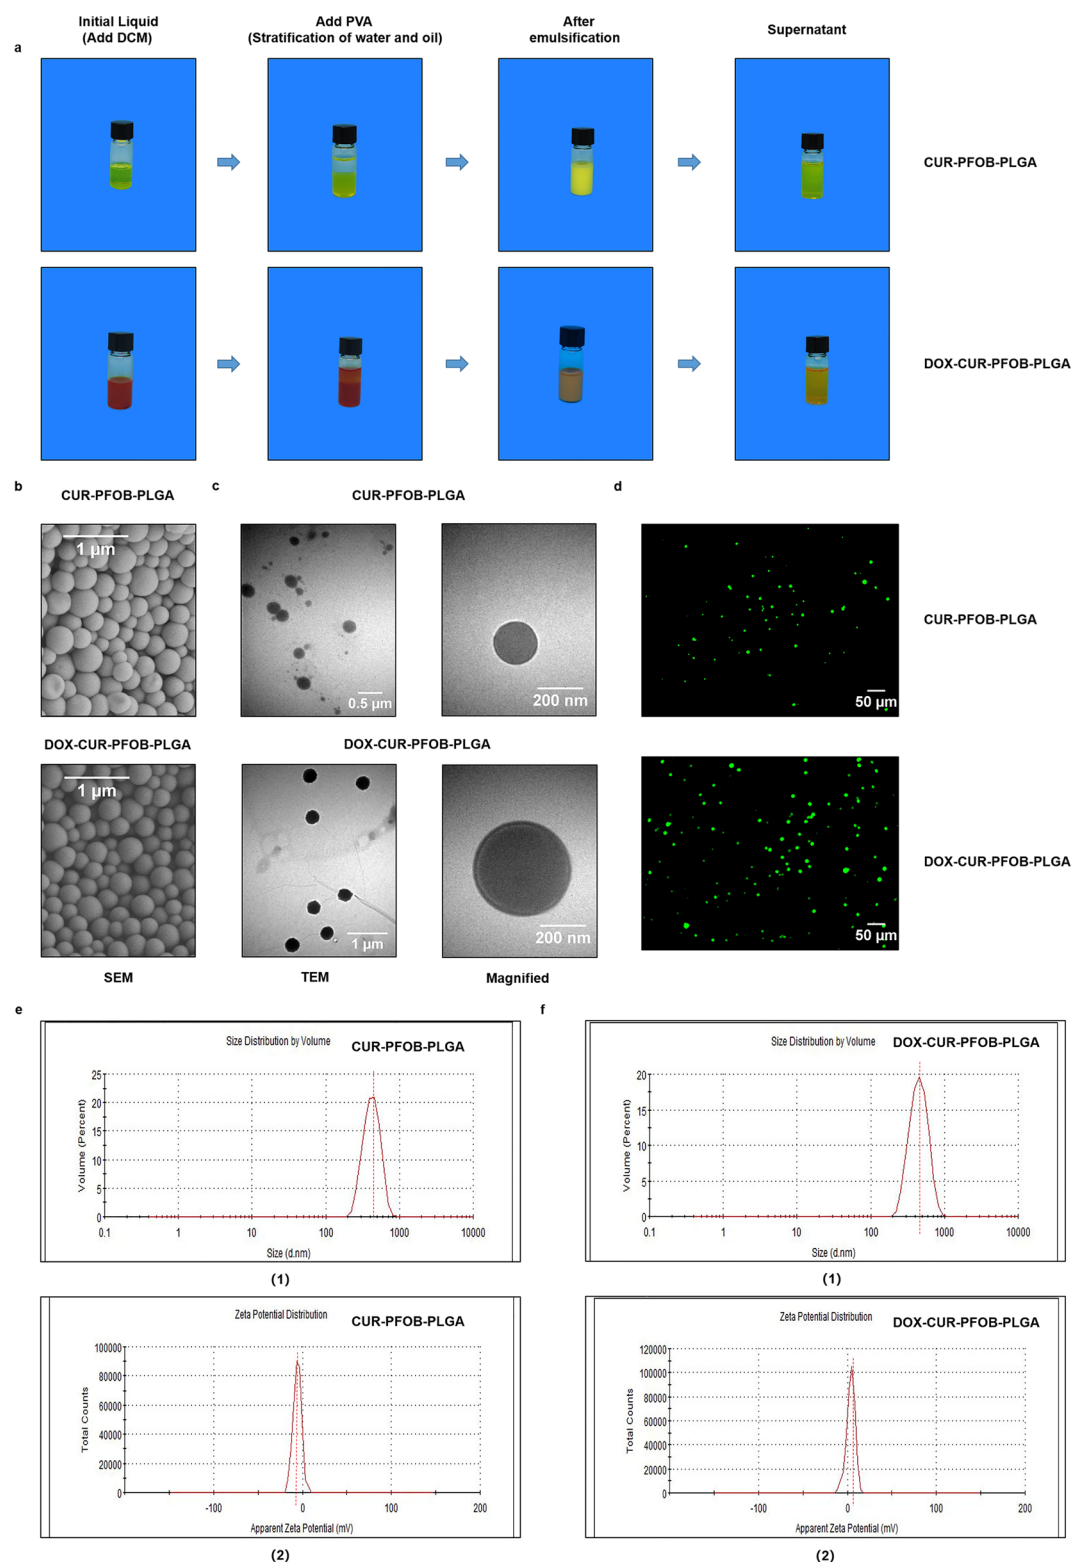 Initial Liquid
(Add DCM)
Add PVA
(Stratification of water and oil)
After
emulsification
Supernatant
a
CUR-PFOB-PLGA
DOX-CUR-PFOB-PLGA
b
CUR-PFOB-PLGA
c
CUR-PFOB-PLGA
d
1 µm
0.5 µm
200 nm
50 µm
CUR-PFOB-PLGA
DOX-CUR-PFOB-PLGA
DOX-CUR-PFOB-PLGA
1 µm
1 µm
200 nm
50 µm
DOX-CUR-PFOB-PLGA
SEM
TEM
Magnified
e
Size Distribution by Volume
CUR-PFOB-PLGA
Volume (Percent)
25
20
15
10
5
0
0.1 1 10 100 1000 10000
Size (d.nm)
(1)
Zeta Potential Distribution
CUR-PFOB-PLGA
Total Counts
100000
80000
60000
40000
20000
0
-100 0 100 200
Apparent Zeta Potential (mV)
(2)
f
Size Distribution by Volume
DOX-CUR-PFOB-PLGA
Volume (Percent)
20
15
10
5
0
0.1 1 10 100 1000 10000
Size (d.nm)
(1)
Zeta Potential Distribution
DOX-CUR-PFOB-PLGA
Total Counts
120000
100000
80000
60000
40000
20000
0
-100 0 100 200
Apparent Zeta Potential (mV)
(2)